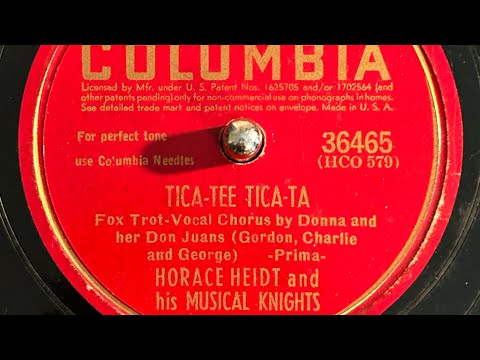 COLUMBIA
Licensed by Mfr. under U. S. Patent Nos. 1625705 and/or 1702564 (and
other patents pending) only for non-commercial use on phonographs in homes.
See detailed trade mark and patent notices on envelope. Made in U. S. A.
For perfect tone
use Columbia Needles
36465
(HCO 579)
TICA-TEE TICA-TA
Fox Trot-Vocal Chorus by Donna and
her Don Juans (Gordon, Charlie
and George) -Prima-
HORACE HEIDT and
his MUSICAL KNIGHTS